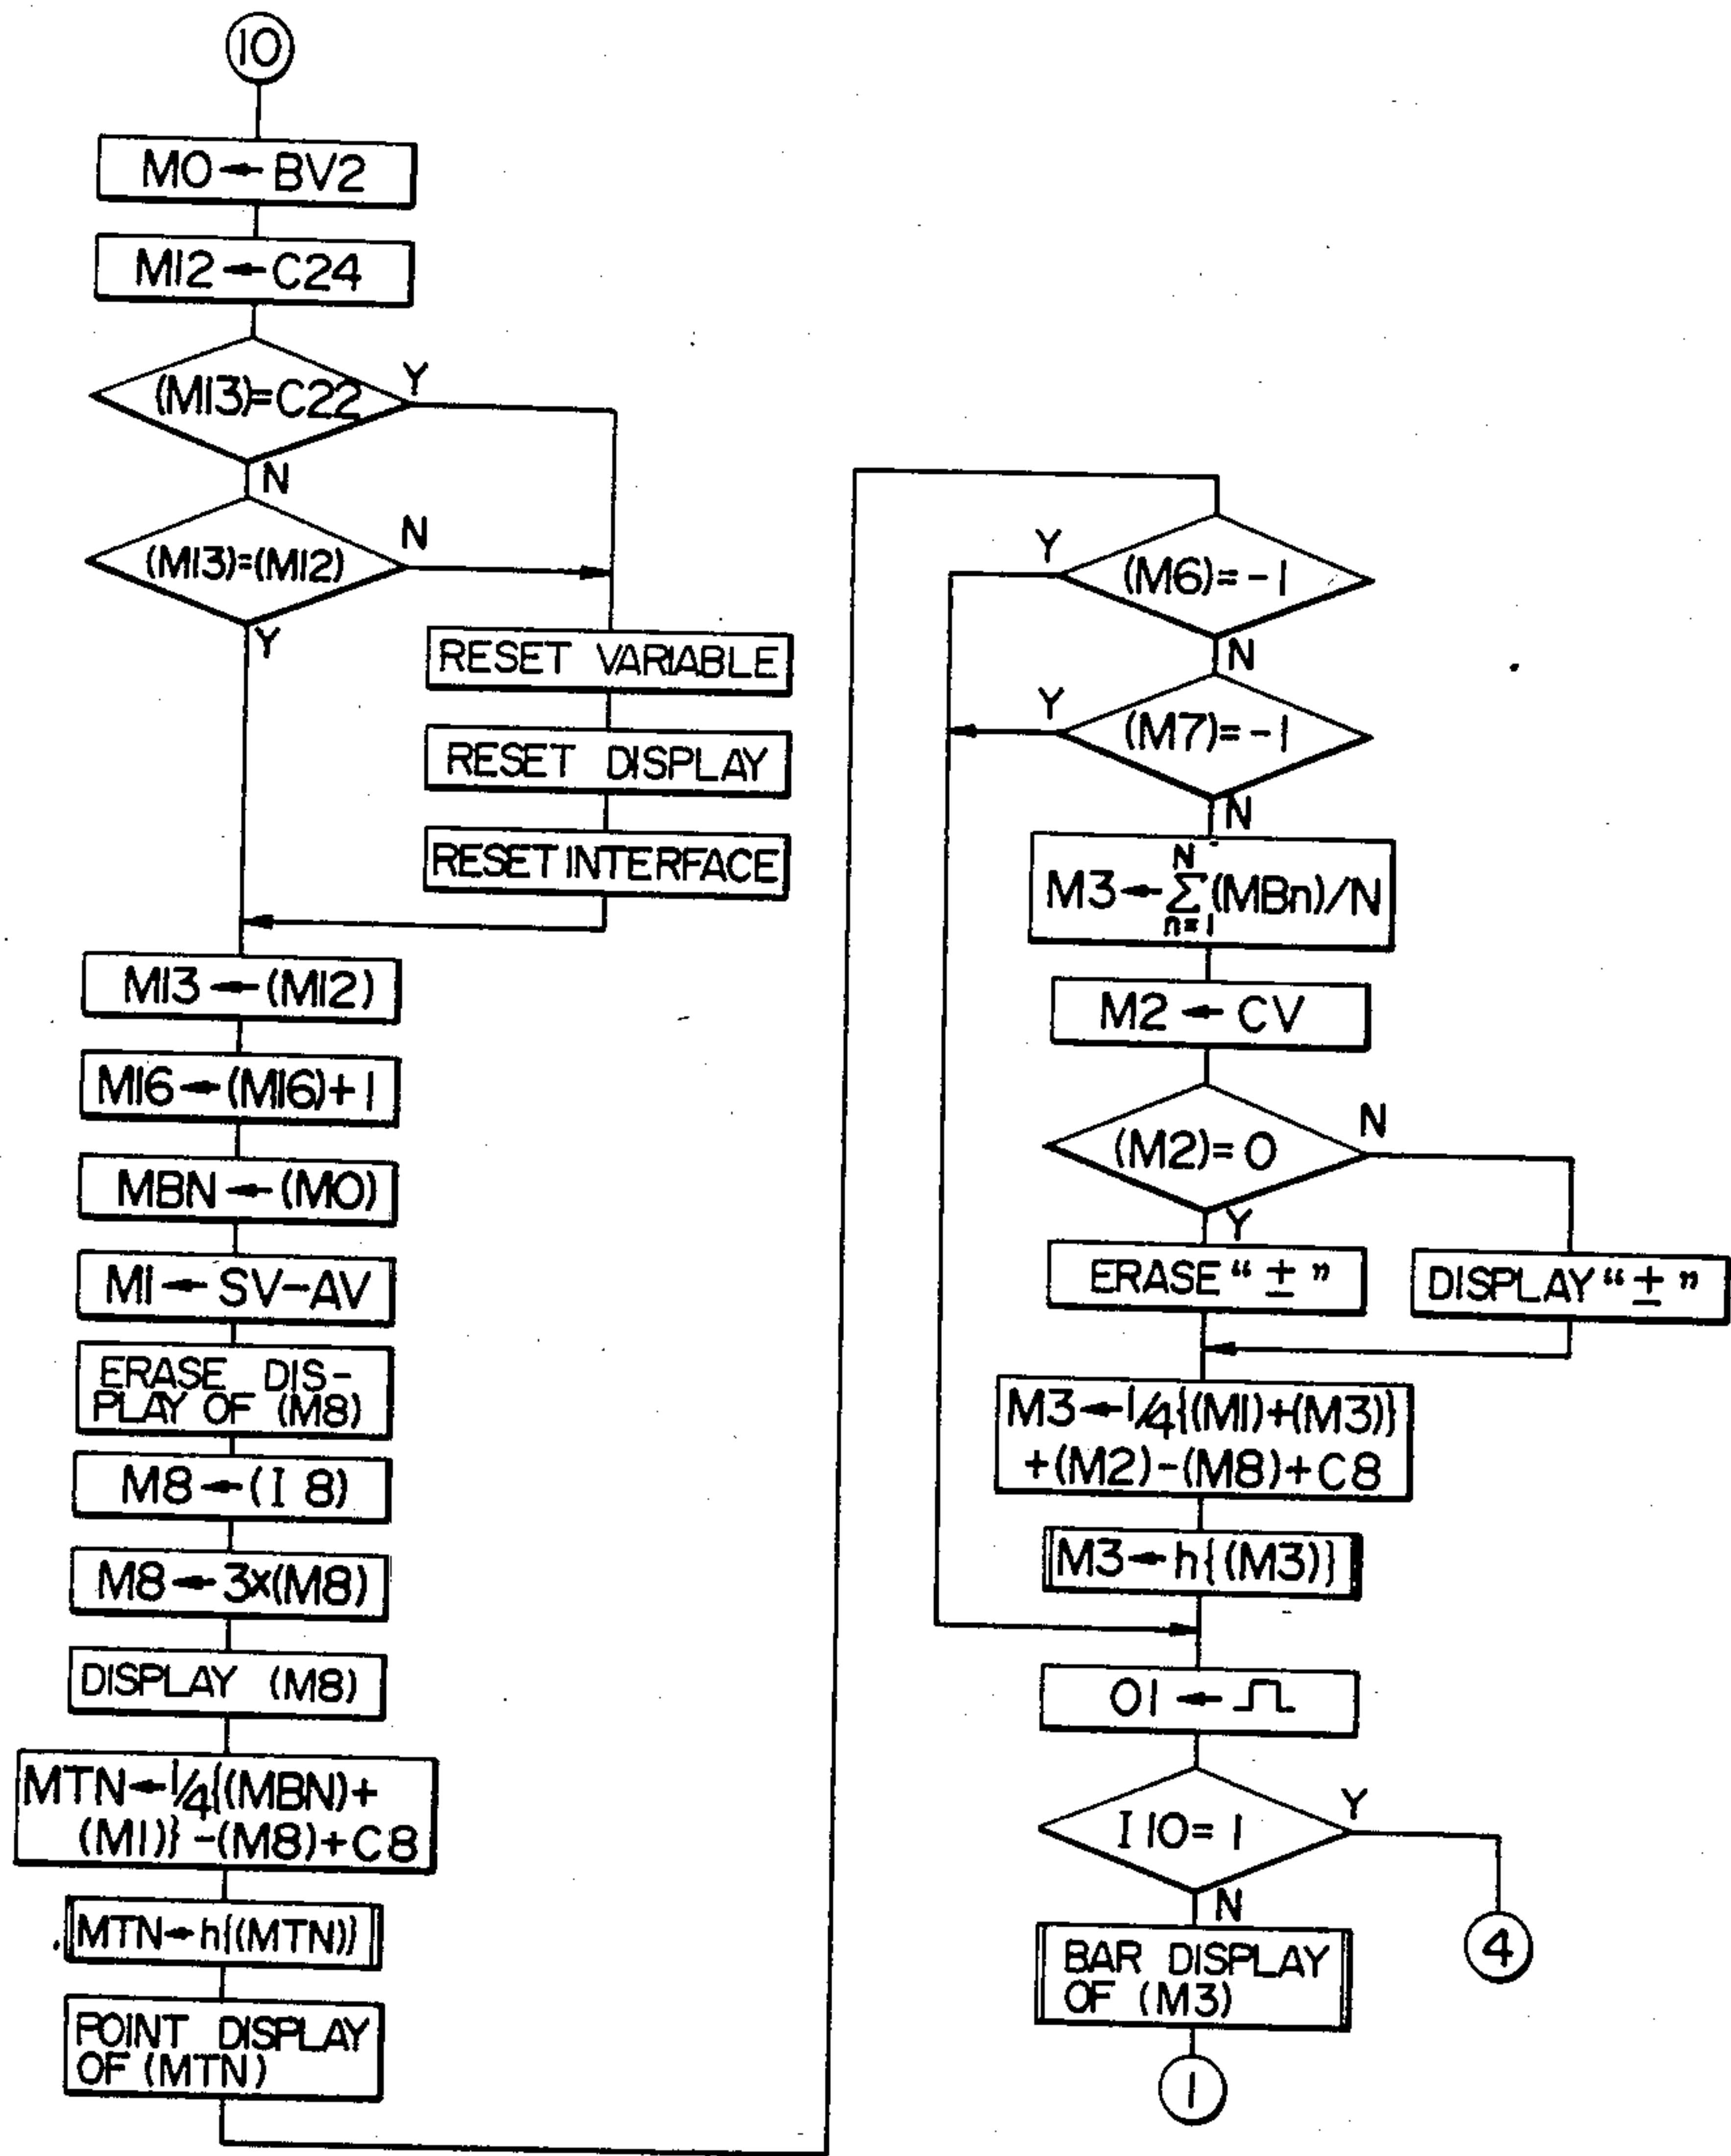 10
M0←BV2
M12←C24
(M13)=C22
Y
N
(M13)=(M12)
N
Y
RESET VARIABLE
RESET DISPLAY
RESET INTERFACE
M13←(M12)
M16←(M16)+1
MBN←(M0)
M1←SV-AV
ERASE DIS-
PLAY OF (M8)
M8←(I8)
M8←3×(M8)
DISPLAY (M8)
MTN←1/4{(MBN)+
(M1)}-(M8)+C8
MTN←h{(MTN)}
POINT DISPLAY
OF (MTN)
(M6)=-1
Y
N
(M7)=-1
Y
N
M3←Σ(MBn)/N
N
n=1
M2←CV
(M2)=0
N
Y
ERASE “±”
DISPLAY “±”
M3←1/4{(M1)+(M3)}
+(M2)-(M8)+C8
M3←h{(M3)}
O1←⎍
I10=1
Y
N
4
BAR DISPLAY
OF (M3)
1